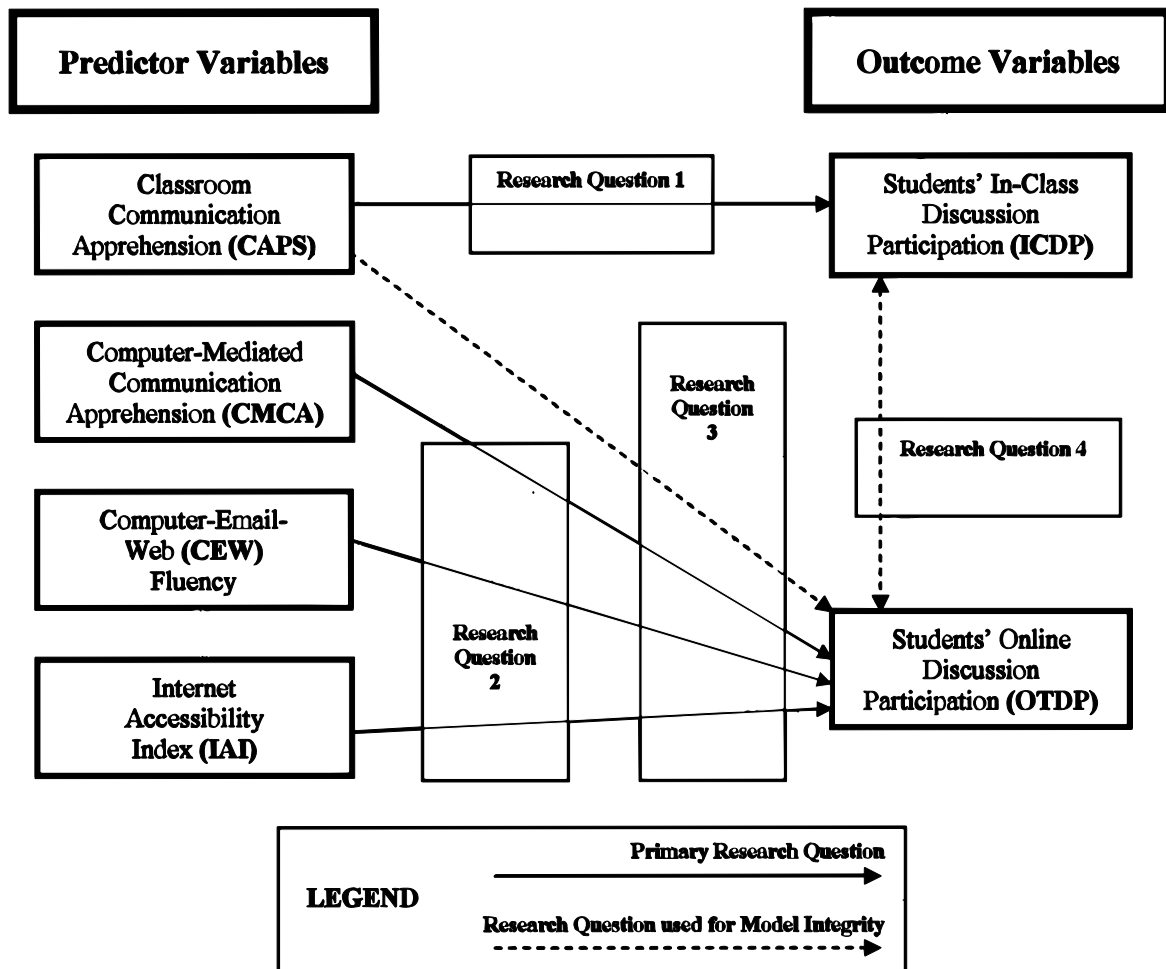 Predictor Variables
Outcome Variables
Classroom
Communication
Apprehension (CAPS)
Research Question 1
Students' In-Class
Discussion
Participation (ICDP)
Computer-Mediated
Communication
Apprehension (CMCA)
Research
Question
3
Research Question 4
Computer-Email-
Web (CEW)
Fluency
Research
Question
2
Students' Online
Discussion
Participation (OTDP)
Internet
Accessibility
Index (IAI)
LEGEND
Primary Research Question
Research Question used for Model Integrity